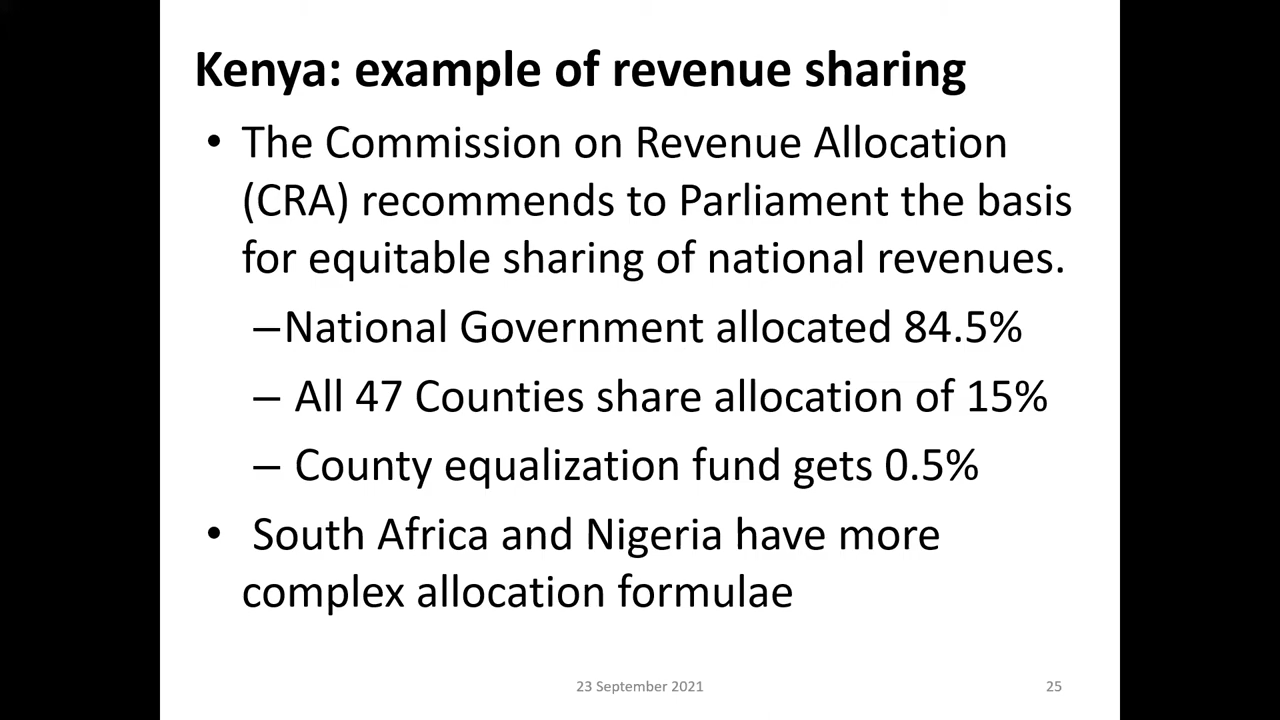 Kenya: example of revenue sharing
• The Commission on Revenue Allocation
(CRA) recommends to Parliament the basis
for equitable sharing of national revenues.
–National Government allocated 84.5%
– All 47 Counties share allocation of 15%
– County equalization fund gets 0.5%
• South Africa and Nigeria have more
complex allocation formulae
23 September 2021
25